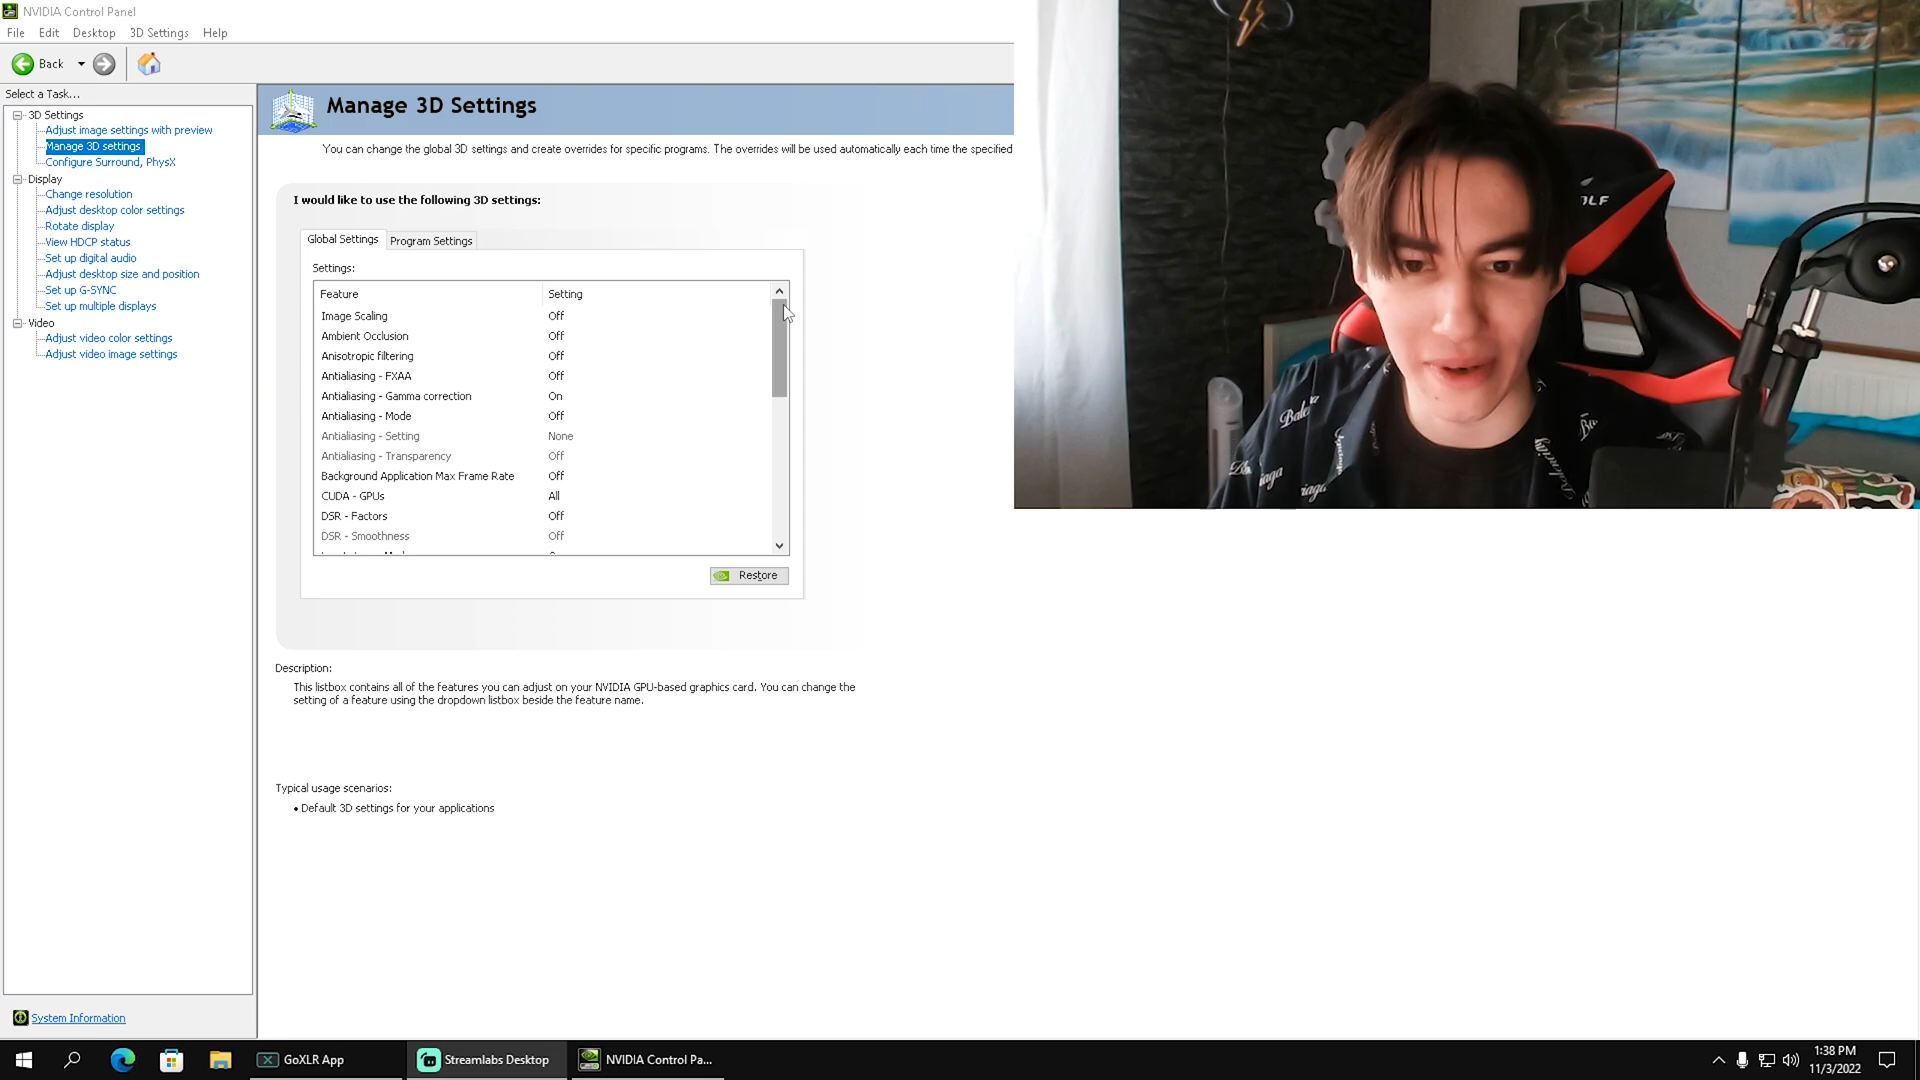 NVIDIA Control Panel
File Edit Desktop 3D Settings Help
Back
Select a Task...
3D Settings
Adjust image settings with preview
Manage 3D settings
Configure Surround, PhysX
Display
Change resolution
Adjust desktop color settings
Rotate display
View HDCP status
Set up digital audio
Adjust desktop size and position
Set up G-SYNC
Set up multiple displays
Video
Adjust video color settings
Adjust video image settings
System Information
Manage 3D Settings
You can change the global 3D settings and create overrides for specific programs. The overrides will be used automatically each time the specified
I would like to use the following 3D settings:
Global Settings Program Settings
Settings:
Feature Setting
Image Scaling Off
Ambient Occlusion Off
Anisotropic filtering Off
Antialiasing - FXAA Off
Antialiasing - Gamma correction On
Antialiasing - Mode Off
Antialiasing - Setting None
Antialiasing - Transparency Off
Background Application Max Frame Rate Off
CUDA - GPUs All
DSR - Factors Off
DSR - Smoothness Off
Restore
Description:
This listbox contains all of the features you can adjust on your NVIDIA GPU-based graphics card. You can change the
setting of a feature using the dropdown listbox beside the feature name.
Typical usage scenarios:
• Default 3D settings for your applications
GoXLR App
Streamlabs Desktop
NVIDIA Control Pa...
1:38 PM
11/3/2022